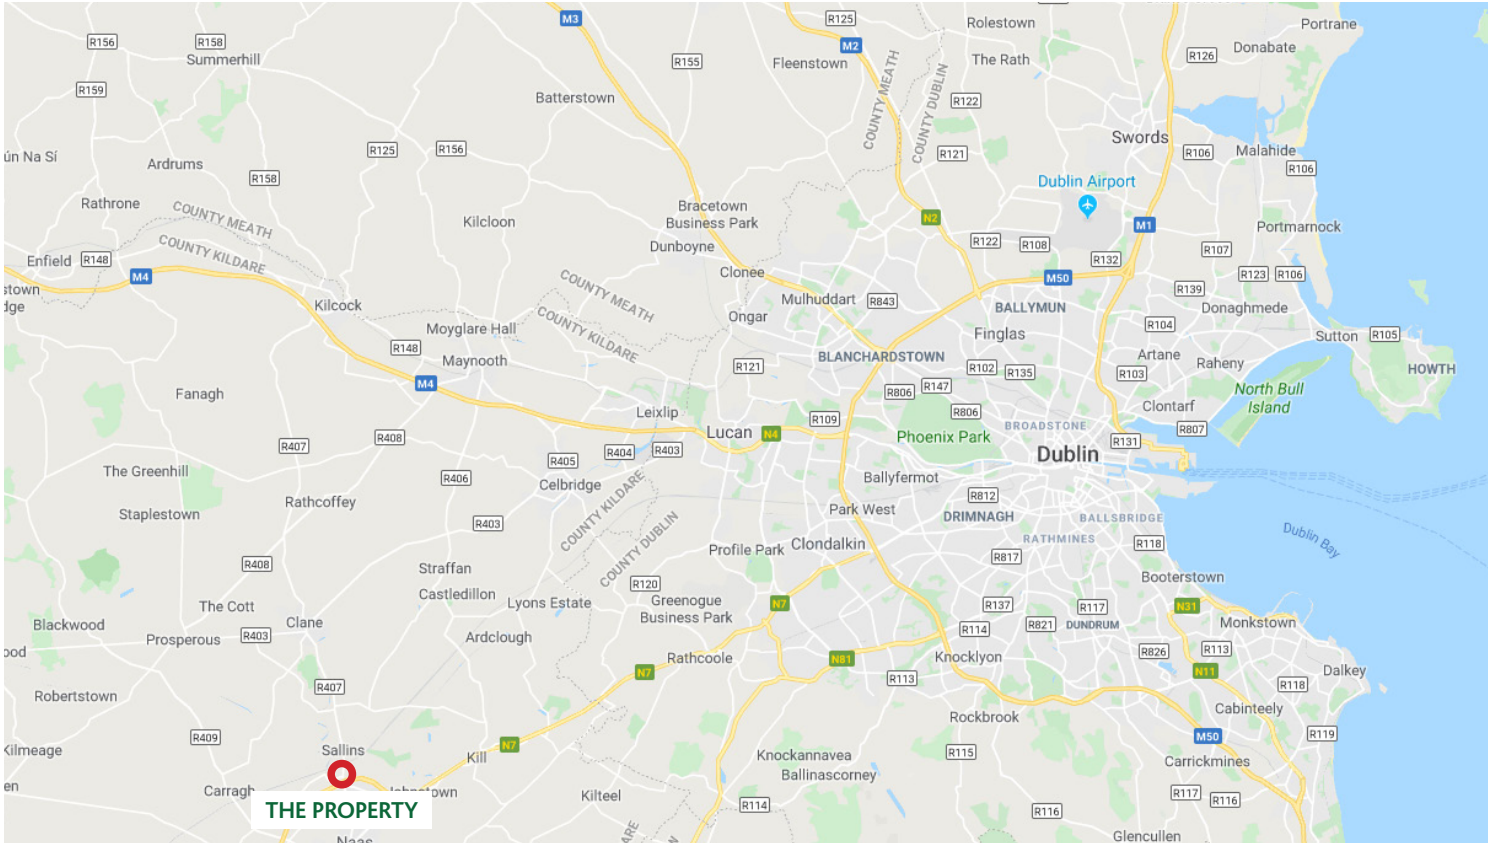 M3
R125
Rolestown
Portrane
R156
R158
Summerhill
M2
Donabate
R155
Fleenstown
The Rath
R126
R159
Batterstown
COUNTY MEATH
COUNTY DUBLIN
R122
Swords
ún Na Sí
Ardrums
R125
R156
R121
R106
Malahide
R158
R106
Dublin Airport
Rathrone
COUNTY MEATH
Kilcloon
Bracetown
Business Park
N2
M1
Portmarnock
COUNTY KILDARE
Dunboyne
R122
R108
R107
Enfield
R148
M4
Clonee
R132
M50
R123
R106
stown
dge
COUNTY MEATH
R139
Kilcock
Mulhuddart
R843
BALLYMUN
Donaghmede
Moyglare Hall
COUNTY KILDARE
Ongar
Finglas
R104
Sutton
R105
R148
Maynooth
BLANCHARDSTOWN
Artane
Raheny
R121
R102
R135
R103
HOWTH
M4
R806
R147
North Bull
Island
Fanagh
Leixlip
R109
R806
Clontarf
BROADSTONE
R807
Lucan
N4
Phoenix Park
R131
R407
R408
R404
R403
Dublin
R405
The Greenhill
R406
Celbridge
Ballyfermot
COUNTY KILDARE
R812
Rathcoffey
Staplestown
R403
Park West
DRIMNAGH
BALLSBRIDGE
COUNTY DUBLIN
RATHMINES
Dublin Bay
Profile Park
Clondalkin
R118
R817
R408
Straffan
R120
Booterstown
Castledillon
Lyons Estate
Greenogue
Business Park
N7
R137
R117
N31
The Cott
Clane
Blackwood
Prosperous
R403
Ardclough
R114
R821
DUNDRUM
Monkstown
ood
Rathcoole
N81
Knocklyon
R826
R113
N7
N11
Dalkey
R407
R113
R118
Robertstown
Rockbrook
Cabinteely
R409
N7
M50
R119
Kilmeage
Sallins
Kill
Knockannavea
R115
Carrickmines
Ballinascorney
en
Carragh
Johnstown
Kilteel
R114
R117
R116
THE PROPERTY
R116
Naas
Glencullen